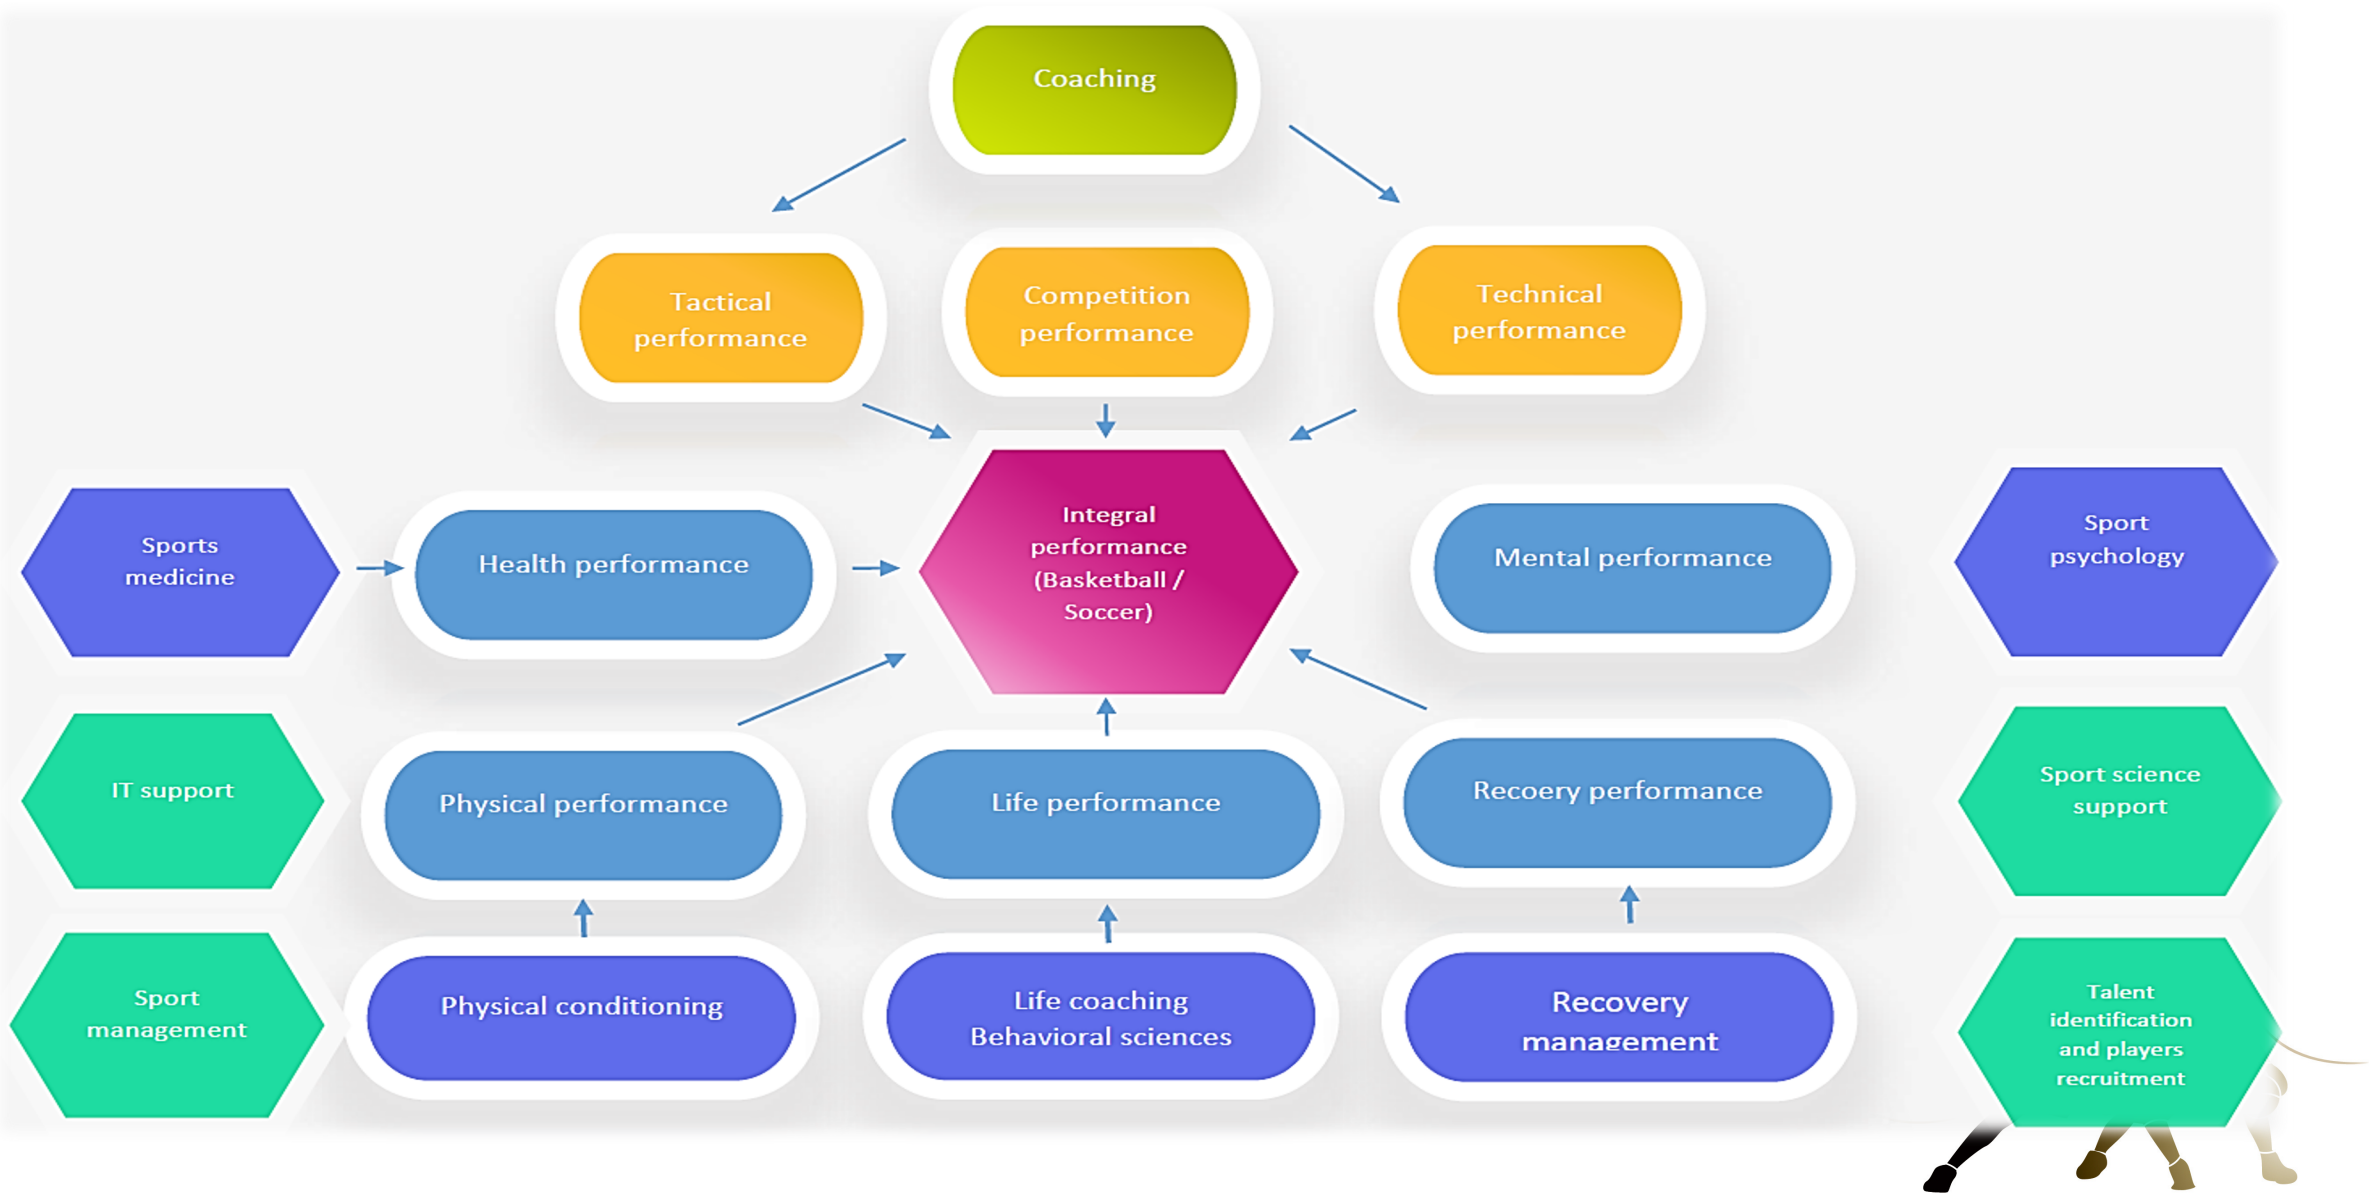 Coaching
Tactical
performance
Competition
performance
Technical
performance
Sports
medicine
Health performance
Integral
performance
(Basketball /
Soccer)
Mental performance
Sport
psychology
IT support
Physical performance
Life performance
Recoery performance
Sport science
support
Sport
management
Physical conditioning
Life coaching
Behavioral sciences
Recovery
management
Talent
identification
and players
recruitment